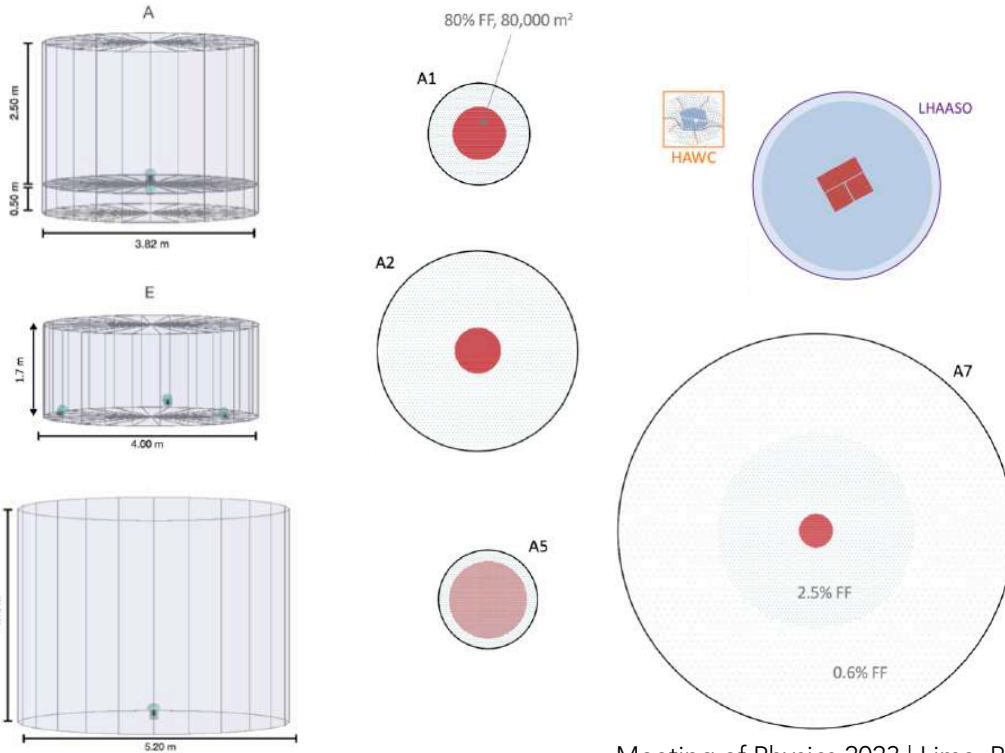 A
2.50 m
0.50 m
3.82 m
E
1.7 m
4.00 m
5.20 m
80% FF, 80,000 m²
A1
A2
A5
HAWC
LHAASO
A7
2.5% FF
0.6% FF